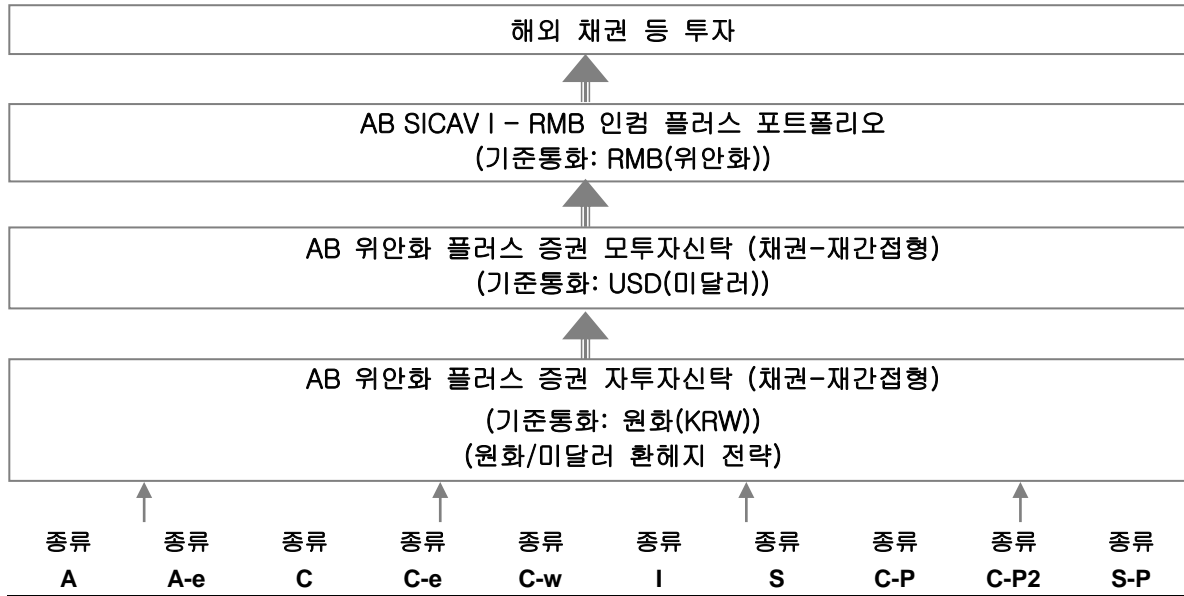 해외 채권 등 투자
AB SICAV I - RMB 인컴 플러스 포트폴리오
(기준통화: RMB(위안화))
AB 위안화 플러스 증권 모투자신탁 (채권-재간접형)
(기준통화: USD(미달러))
AB 위안화 플러스 증권 자투자신탁 (채권-재간접형)
(기준통화: 원화(KRW))
(원화/미달러 환헤지 전략)
종류 종류 종류 종류 종류 종류 종류 종류 종류 종류
A A-e C C-e C-w I S C-P C-P2 S-P